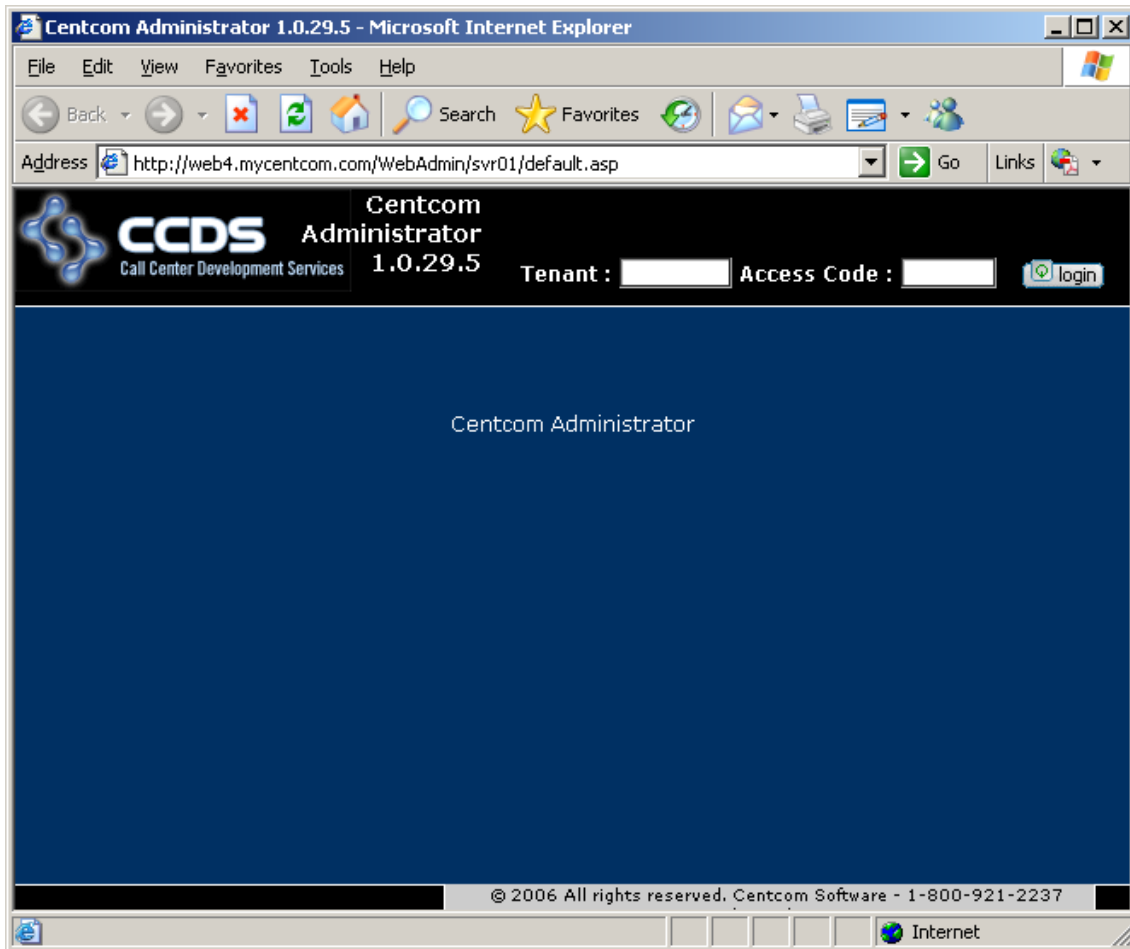 Centcom Administrator 1.0.29.5 - Microsoft Internet Explorer
File Edit View Favorites Tools Help
Back Search Favorites
Address http://web4.mycentcom.com/WebAdmin/svr01/default.asp Go Links
CCDS
Call Center Development Services
Centcom
Administrator
1.0.29.5
Tenant : Access Code : login
Centcom Administrator
© 2006 All rights reserved. Centcom Software - 1-800-921-2237
Internet